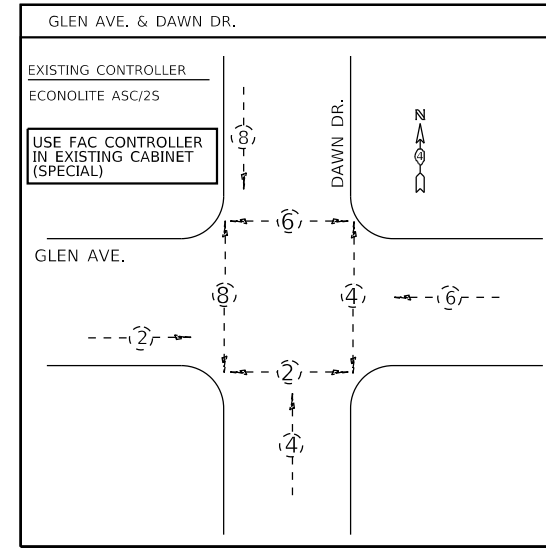 GLEN AVE. & DAWN DR.
EXISTING CONTROLLER
ECONOLITE ASC/2S
USE FAC CONTROLLER
IN EXISTING CABINET
(SPECIAL)
DAWN DR.
N
4
8
6
GLEN AVE.
8
4
6
2
2
4